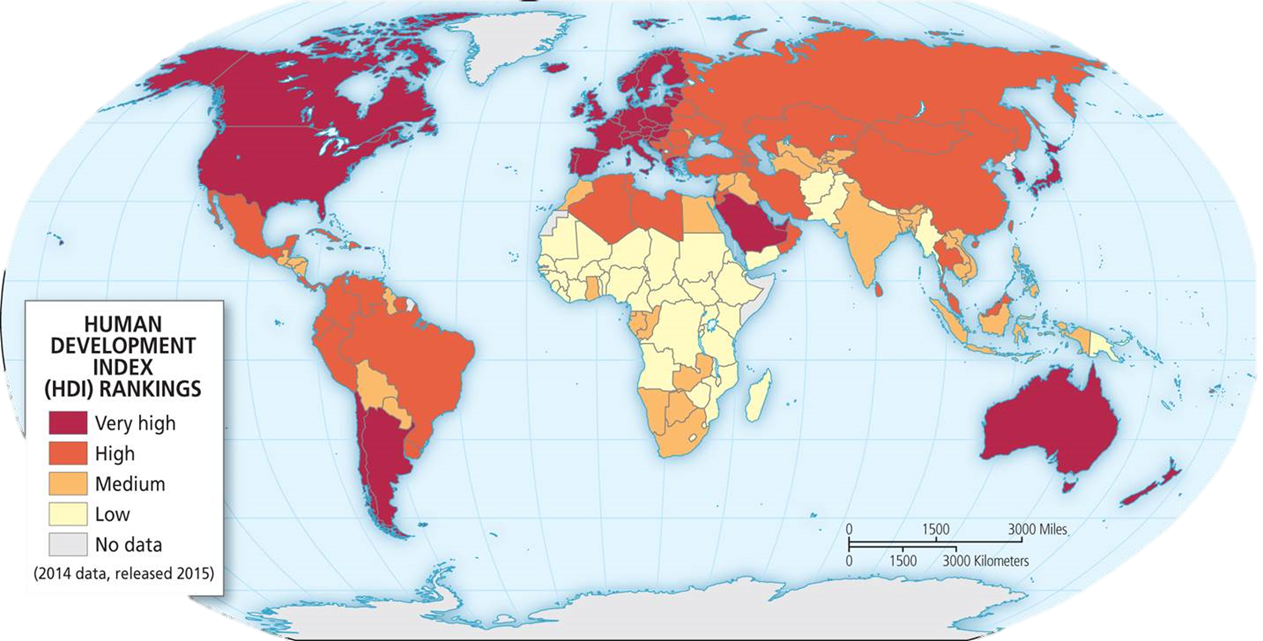 HUMAN
DEVELOPMENT
INDEX
(HDI) RANKINGS
Very high
High
Medium
Low
No data
(2014 data, released 2015)
0 1500 3000 Miles
0 1500 3000 Kilometers